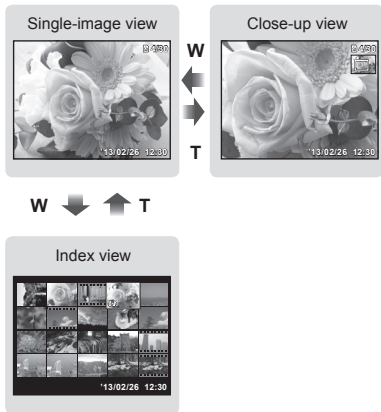 Single-image view
Close-up view
W
4/30
4/30
'13/02/26 12:30
'13/02/26 12:30
T
W
T
Index view
'13/02/26 12:30